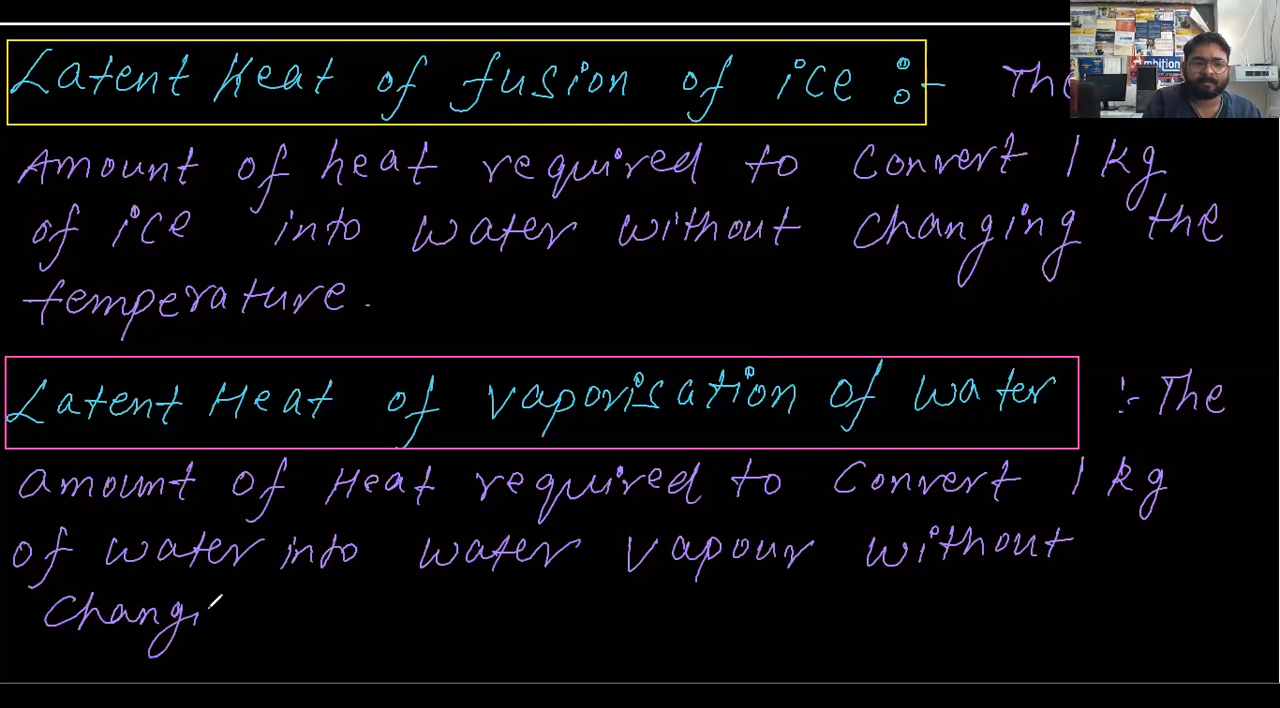 Latent Heat of fusion of ice :- The
Amount of heat required to Convert 1 kg
of ice into water without changing the
temperature.
Latent Heat of vaporisation of water :- The
amount of Heat required to Convert 1 kg
of water into water vapour without
Changi
mbition